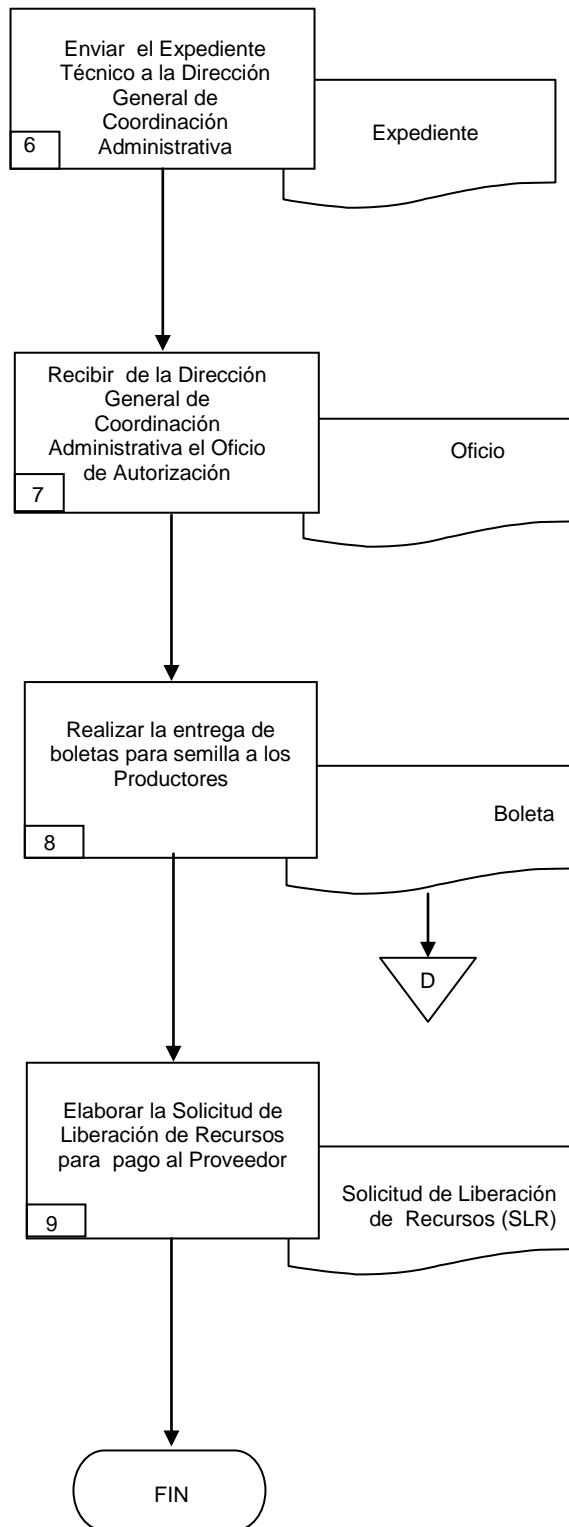 Enviar el Expediente
Técnico a la Dirección
General de
Coordinación
Administrativa
6
Expediente
Recibir de la Dirección
General de
Coordinación
Administrativa el Oficio
de Autorización
7
Oficio
Realizar la entrega de
boletas para semilla a los
Productores
8
Boleta
D
Elaborar la Solicitud de
Liberación de Recursos
para pago al Proveedor
9
Solicitud de Liberación
de Recursos (SLR)
FIN